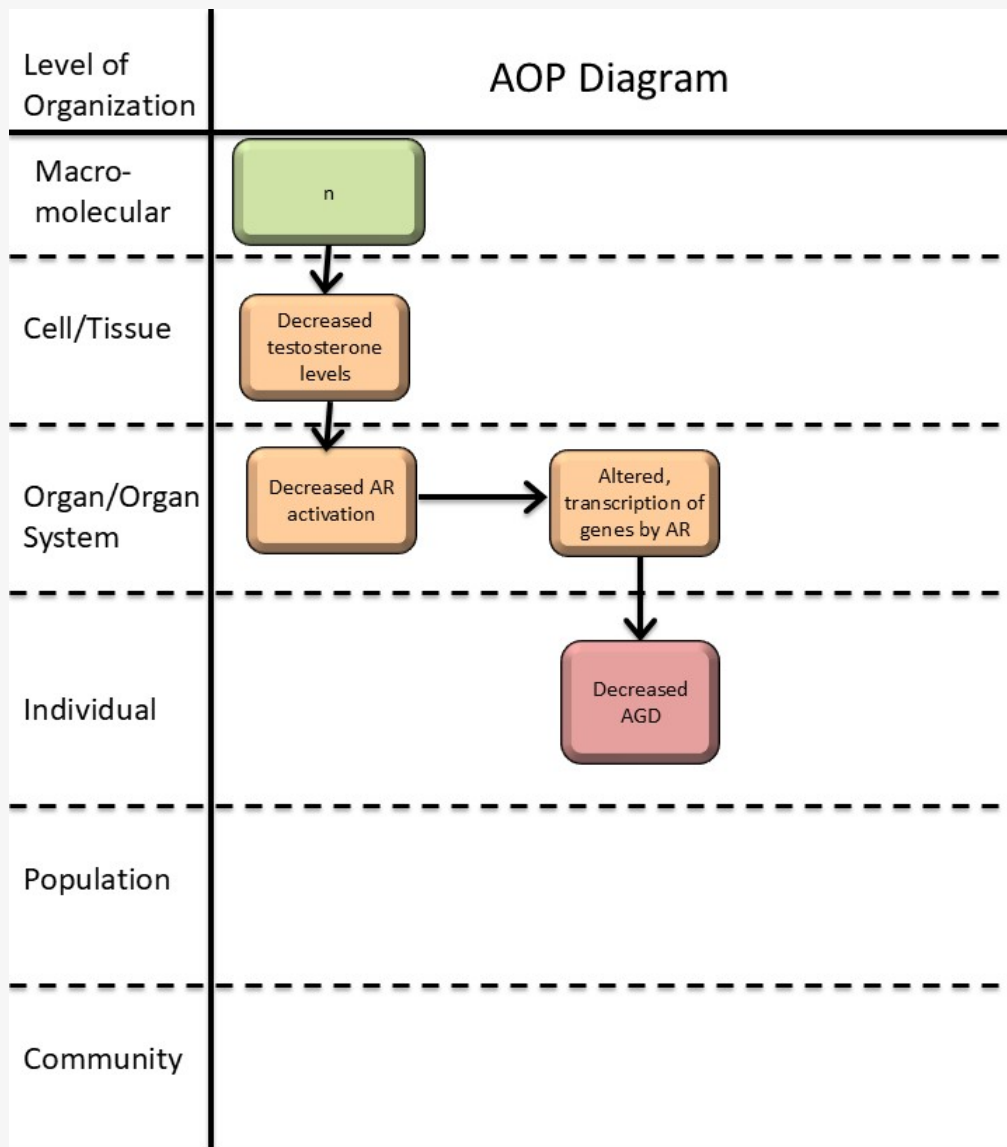 Level of
Organization
AOP Diagram
Macro-
molecular
n
Cell/Tissue
Decreased
testosterone
levels
Organ/Organ
System
Decreased AR
activation
Altered,
transcription of
genes by AR
Individual
Decreased
AGD
Population
Community